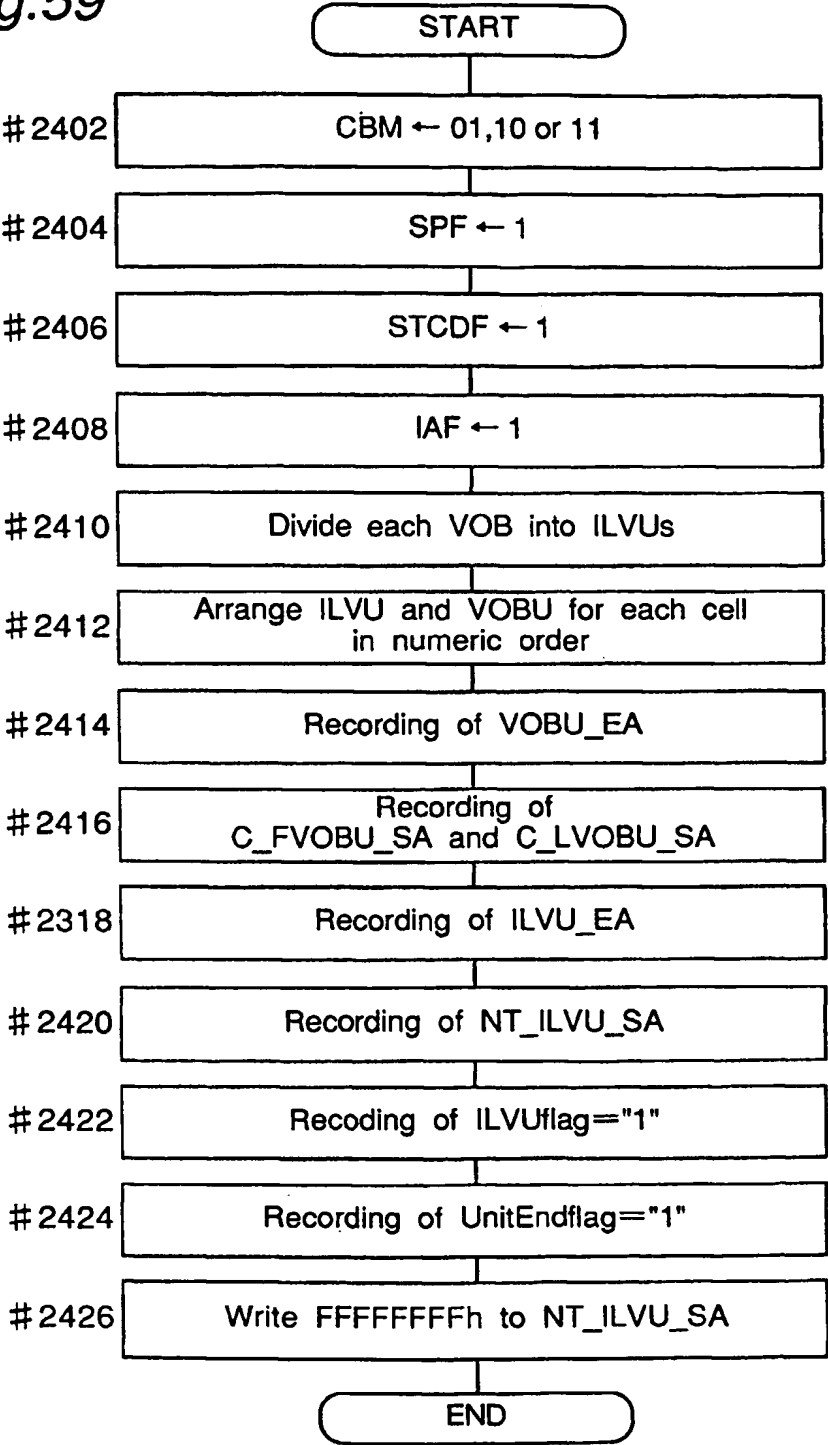 g.59
START
#2402 CBM ← 01,10 or 11
#2404 SPF ← 1
#2406 STCDF ← 1
#2408 IAF ← 1
#2410 Divide each VOB into ILVUs
#2412 Arrange ILVU and VOBU for each cell
in numeric order
#2414 Recording of VOBU_EA
#2416 Recording of
C_FVOBU_SA and C_LVOBU_SA
#2318 Recording of ILVU_EA
#2420 Recording of NT_ILVU_SA
#2422 Recoding of ILVUflag="1"
#2424 Recording of UnitEndflag="1"
#2426 Write FFFFFFFFh to NT_ILVU_SA
END